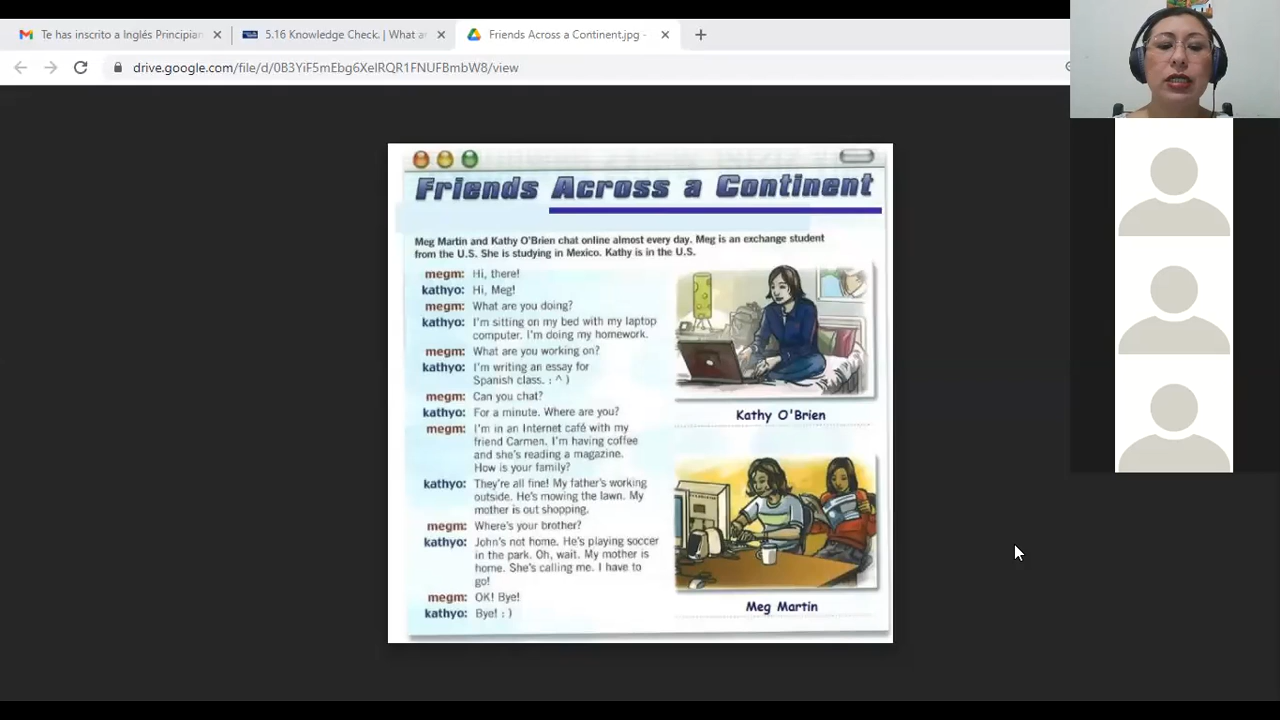 Te has inscrito a Inglés Principian
5.16 Knowledge Check. | What a
Friends Across a Continent.jpg -
drive.google.com/file/d/0B3YiF5mEbg6XelRQR1FNUFBmbW8/view
Friends Across a Continent
Meg Martin and Kathy O'Brien chat online almost every day. Meg is an exchange student
from the U.S. She is studying in Mexico. Kathy is in the U.S.
megm: Hi, there!
kathyo: Hi, Meg!
megm: What are you doing?
kathyo: I'm sitting on my bed with my laptop
computer. I'm doing my homework.
megm: What are you working on?
kathyo: I'm writing an essay for
Spanish class. : ^ )
megm: Can you chat?
kathyo: For a minute. Where are you?
megm: I'm in an Internet café with my
friend Carmen. I'm having coffee
and she's reading a magazine.
How is your family?
kathyo: They're all fine! My father's working
outside. He's mowing the lawn. My
mother is out shopping.
megm: Where's your brother?
kathyo: John's not home. He's playing soccer
in the park. Oh, wait. My mother is
home. She's calling me. I have to
go!
megm: OK! Bye!
kathyo: Bye! : )
Kathy O'Brien
Meg Martin